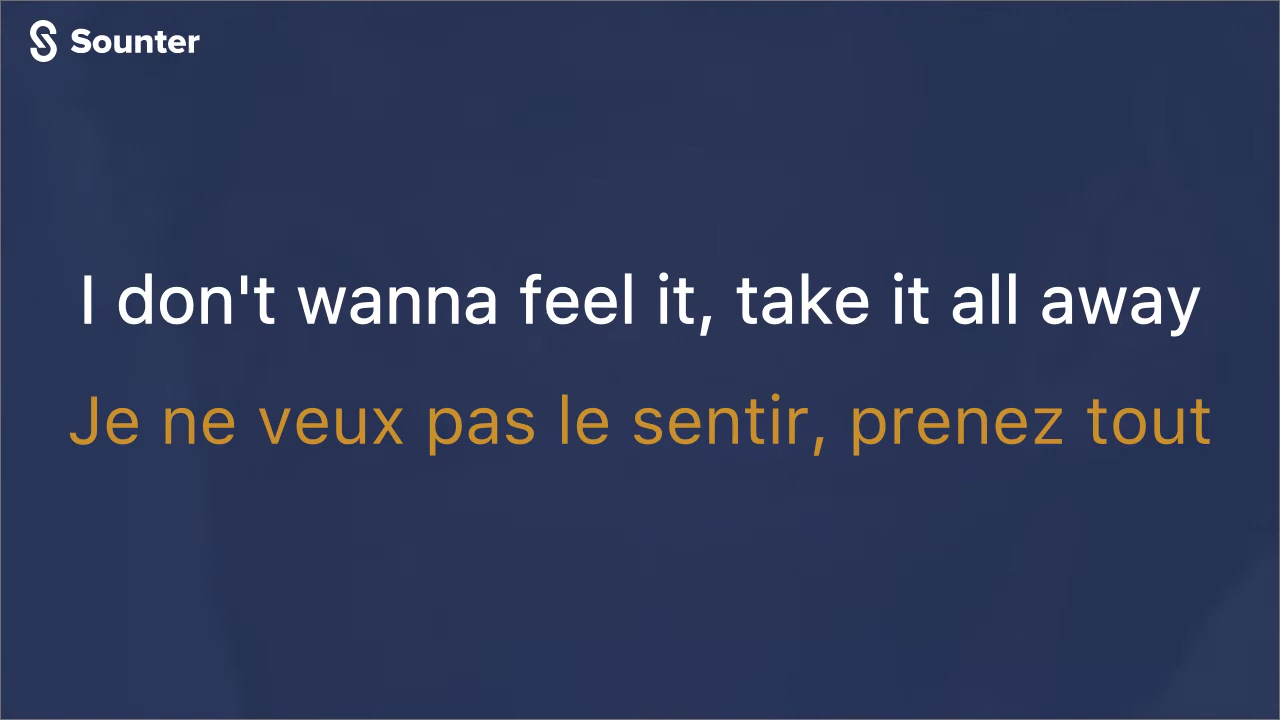 Sounter
I don't wanna feel it, take it all away
Je ne veux pas le sentir, prenez tout